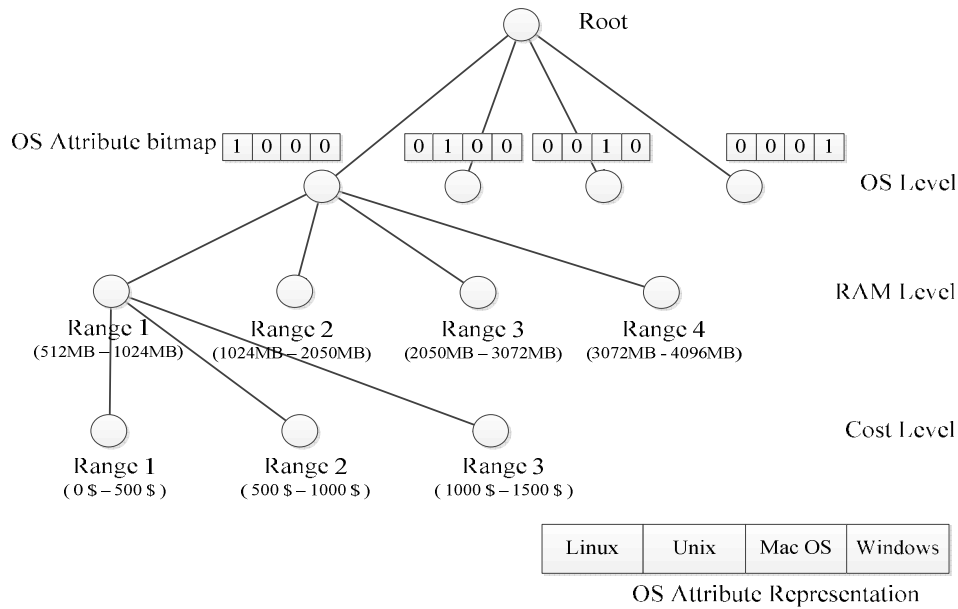 Root
OS Attribute bitmap 1 0 0 0 0 1 0 0 0 0 1 0 0 0 0 1
OS Level
RAM Level
Range 1 Range 2 Range 3 Range 4
(512MB – 1024MB) (1024MB – 2050MB) (2050MB – 3072MB) (3072MB - 4096MB)
Cost Level
Range 1 Range 2 Range 3
( 0 $ – 500 $ ) ( 500 $ – 1000 $ ) ( 1000 $ – 1500 $ )
Linux Unix Mac OS Windows
OS Attribute Representation